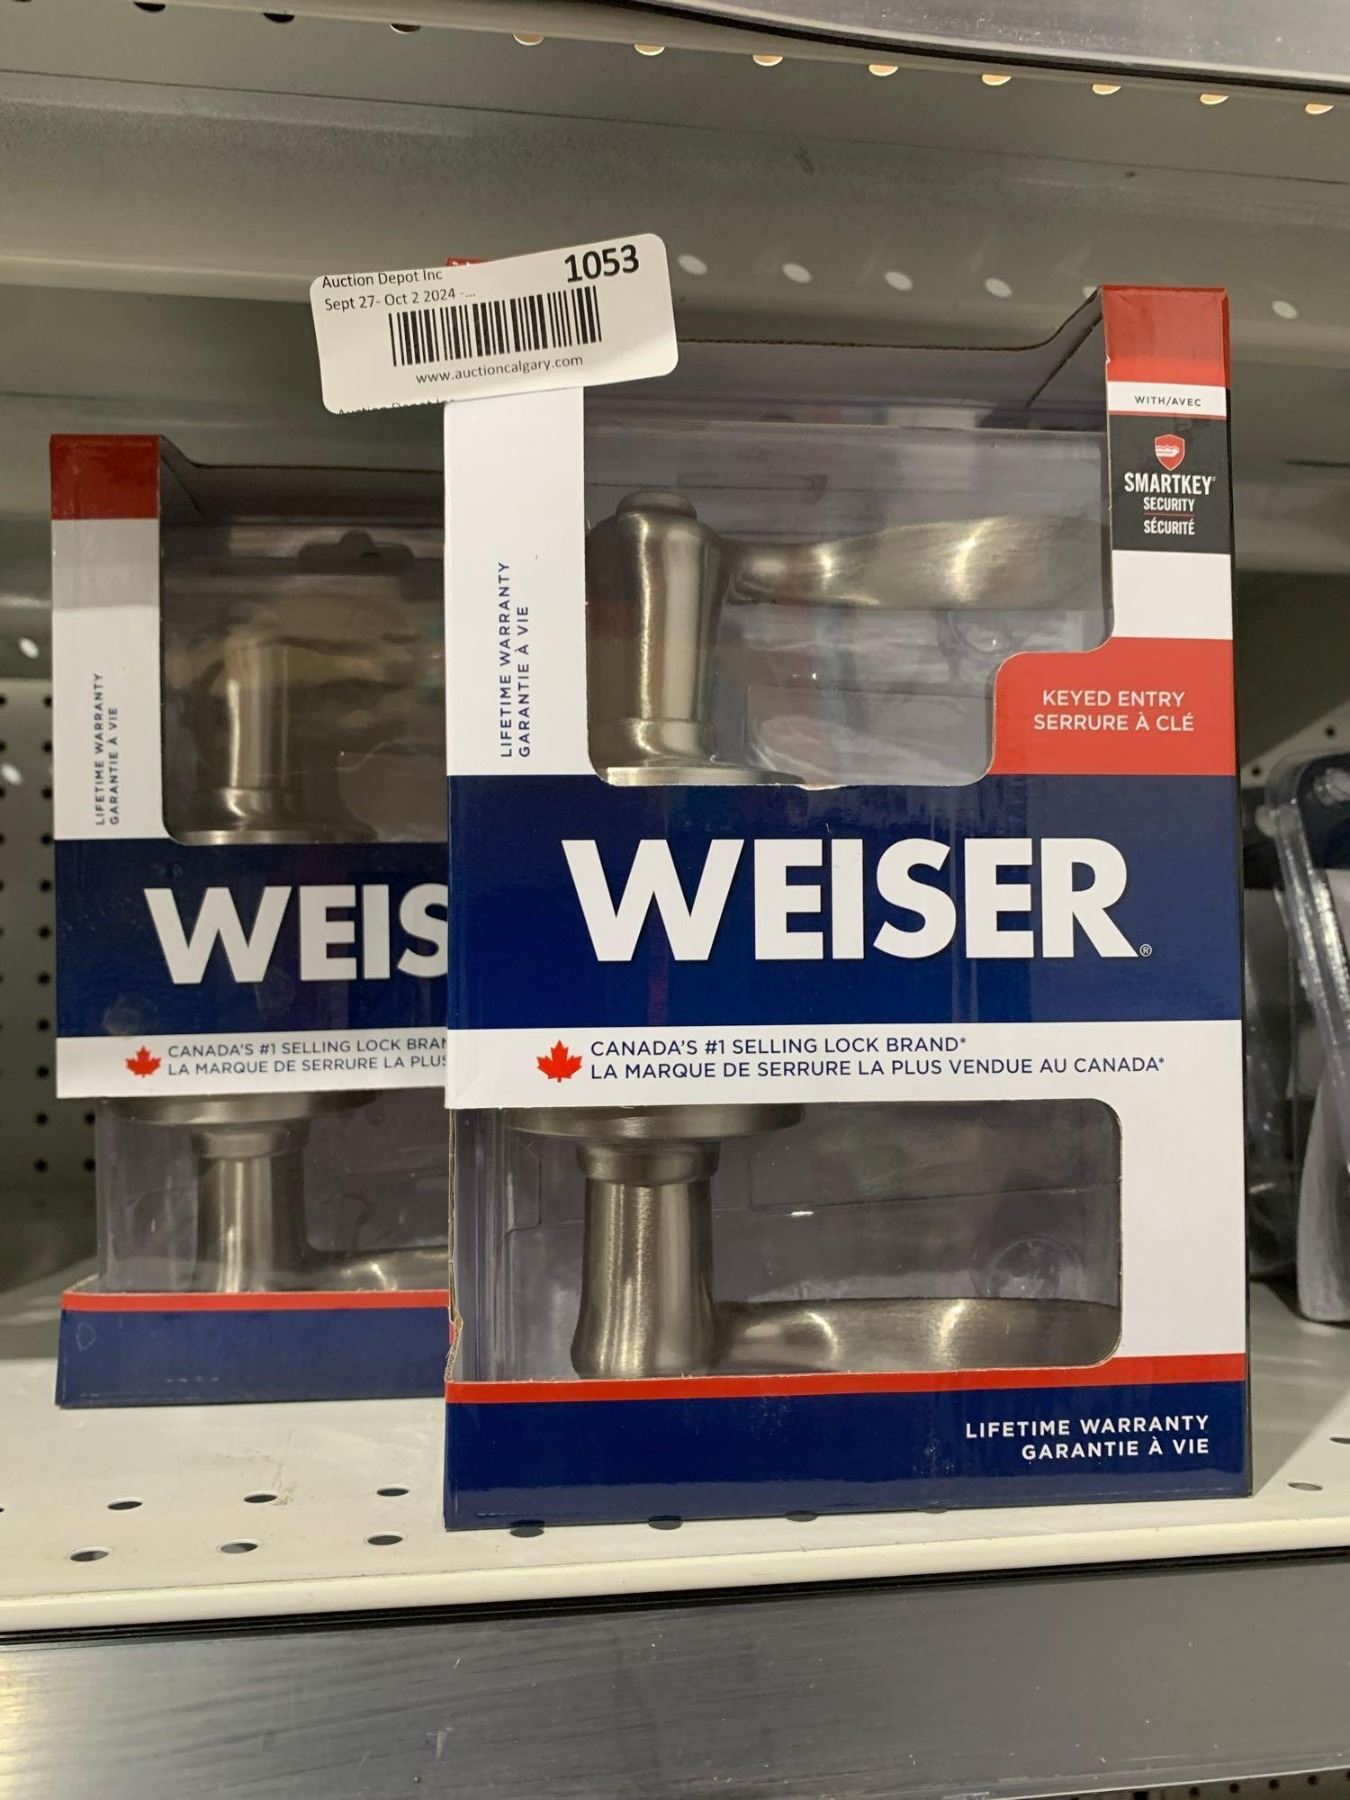 Auction Depot Inc
1053
Sept 27- Oct 2 2024 -...
www.auctioncalgary.com
WITH/AVEC
SMARTKEY
SECURITY
SÉCURITÉ
LIFETIME WARRANTY
GARANTIE À VIE
KEYED ENTRY
SERRURE À CLÉ
WEISER®
CANADA'S #1 SELLING LOCK BRAND*
LA MARQUE DE SERRURE LA PLUS VENDUE AU CANADA*
LIFETIME WARRANTY
GARANTIE À VIE
LIFETIME WARRANTY
GARANTIE À VIE
WEIS
CANADA'S #1 SELLING LOCK BRAN
LA MARQUE DE SERRURE LA PLUS